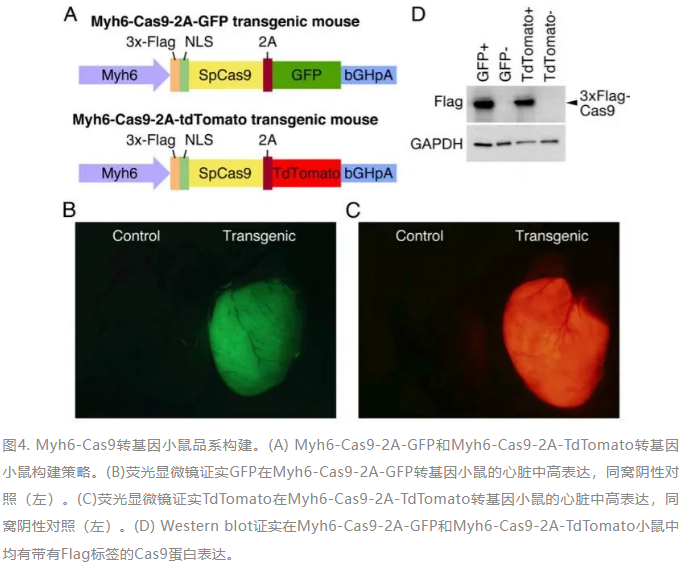 A
Myh6-Cas9-2A-GFP transgenic mouse
3x-Flag NLS 2A
Myh6 SpCas9 GFP bGHpA
Myh6-Cas9-2A-tdTomato transgenic mouse
3x-Flag NLS 2A
Myh6 SpCas9 TdTomato bGHpA
D
GFP+ GFP- TdTomato+ TdTomato-
Flag 3xFlag-
Cas9
GAPDH
B
Control Transgenic
C
Control Transgenic
图4. Myh6-Cas9转基因小鼠品系构建。(A) Myh6-Cas9-2A-GFP和Myh6-Cas9-2A-TdTomato转基因
小鼠构建策略。(B)荧光显微镜证实GFP在Myh6-Cas9-2A-GFP转基因小鼠的心脏中高表达，同窝阴性对
照（左）。(C)荧光显微镜证实TdTomato在Myh6-Cas9-2A-TdTomato转基因小鼠的心脏中高表达，同
窝阴性对照（左）。(D) Western blot证实在Myh6-Cas9-2A-GFP和Myh6-Cas9-2A-TdTomato小鼠中
均有带有Flag标签的Cas9蛋白表达。